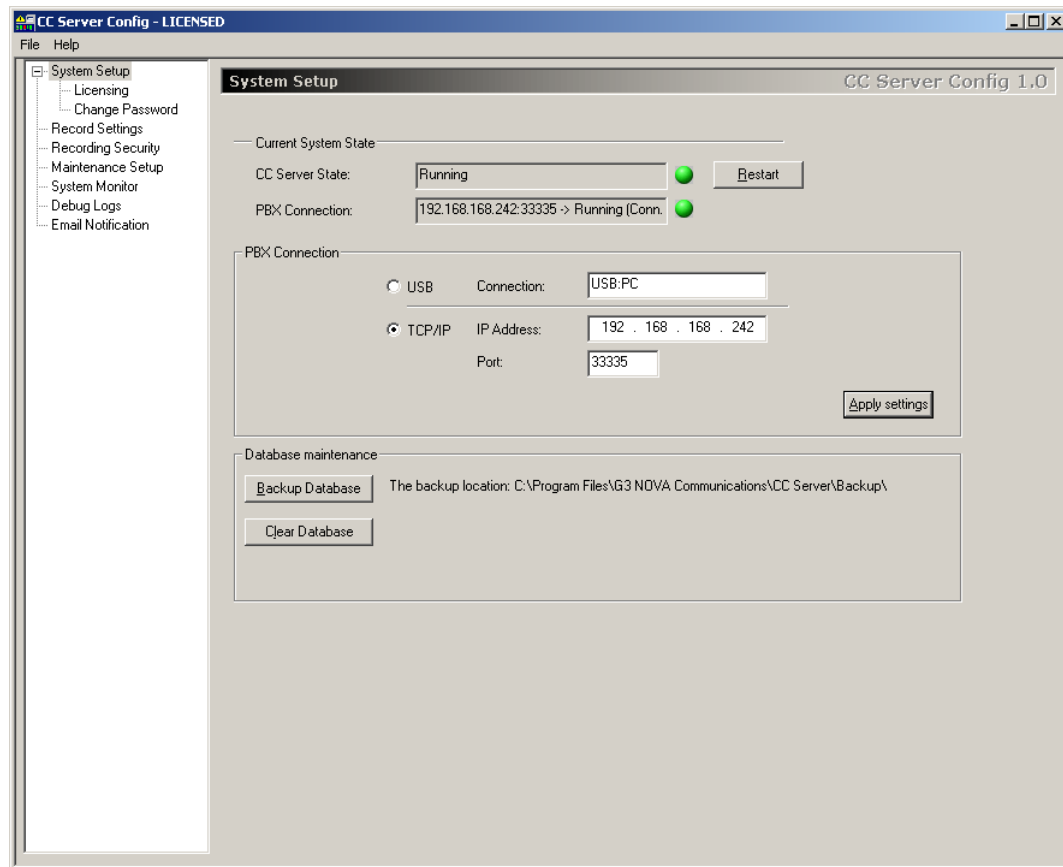 CC Server Config - LICENSED
File Help
System Setup
Licensing
Change Password
Record Settings
Recording Security
Maintenance Setup
System Monitor
Debug Logs
Email Notification
System Setup CC Server Config 1.0
Current System State
CC Server State: Running Restart
PBX Connection: 192.168.168.242:33335 -> Running (Conn.
PBX Connection
USB Connection: USB:PC
TCP/IP IP Address: 192 . 168 . 168 . 242
Port: 33335
Apply settings
Database maintenance
Backup Database The backup location: C:\Program Files\G3 NOVA Communications\CC Server\Backup\
Clear Database